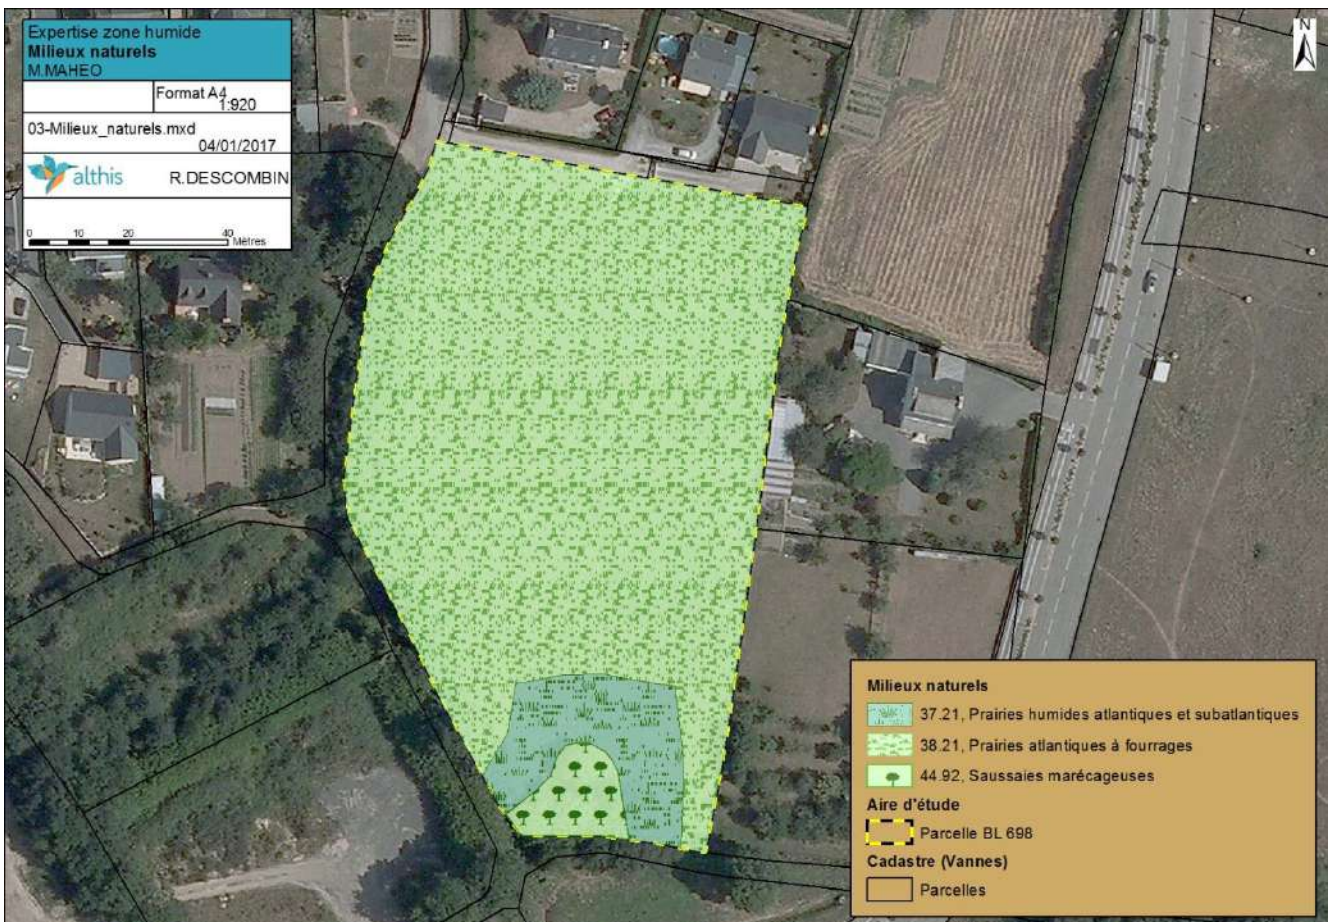 Expertise zone humide
Milieux naturels
M.MAHEO
Format A4
1:920
03-Milieux_naturels.mxd
04/01/2017
althis
R.DESCOMBIN
0 10 20 40
Mètres
N
Milieux naturels
37.21, Prairies humides atlantiques et subatlantiques
38.21, Prairies atlantiques à fourrages
44.92, Saussaies marécageuses
Aire d'étude
Parcelle BL 698
Cadastre (Vannes)
Parcelles